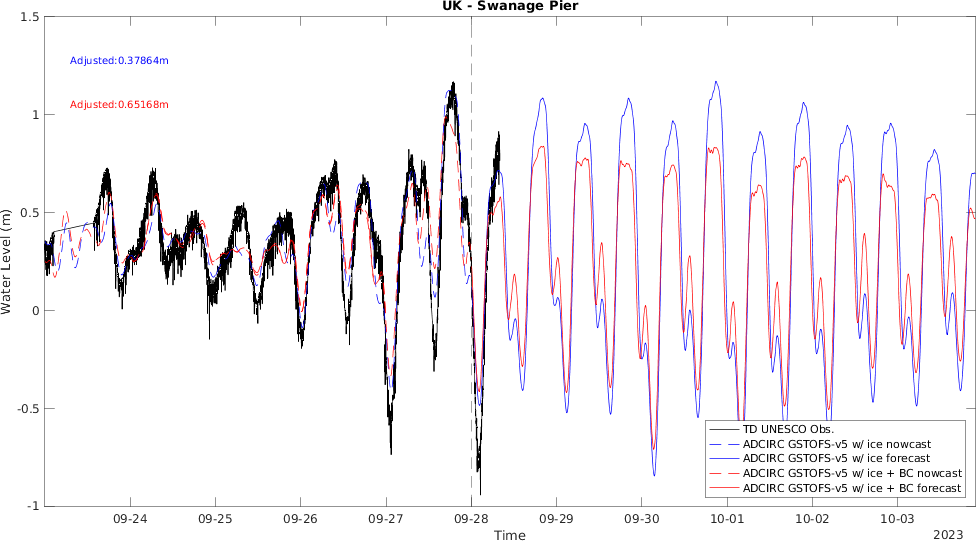 UK - Swanage Pier
1.5
1
0.5
0
-0.5
-1
Water Level (m)
Adjusted:0.37864m
Adjusted:0.65168m
TD UNESCO Obs.
ADCIRC GSTOFS-v5 w/ ice nowcast
ADCIRC GSTOFS-v5 w/ ice forecast
ADCIRC GSTOFS-v5 w/ ice + BC nowcast
ADCIRC GSTOFS-v5 w/ ice + BC forecast
09-24 09-25 09-26 09-27 09-28 09-29 09-30 10-01 10-02 10-03
Time
2023